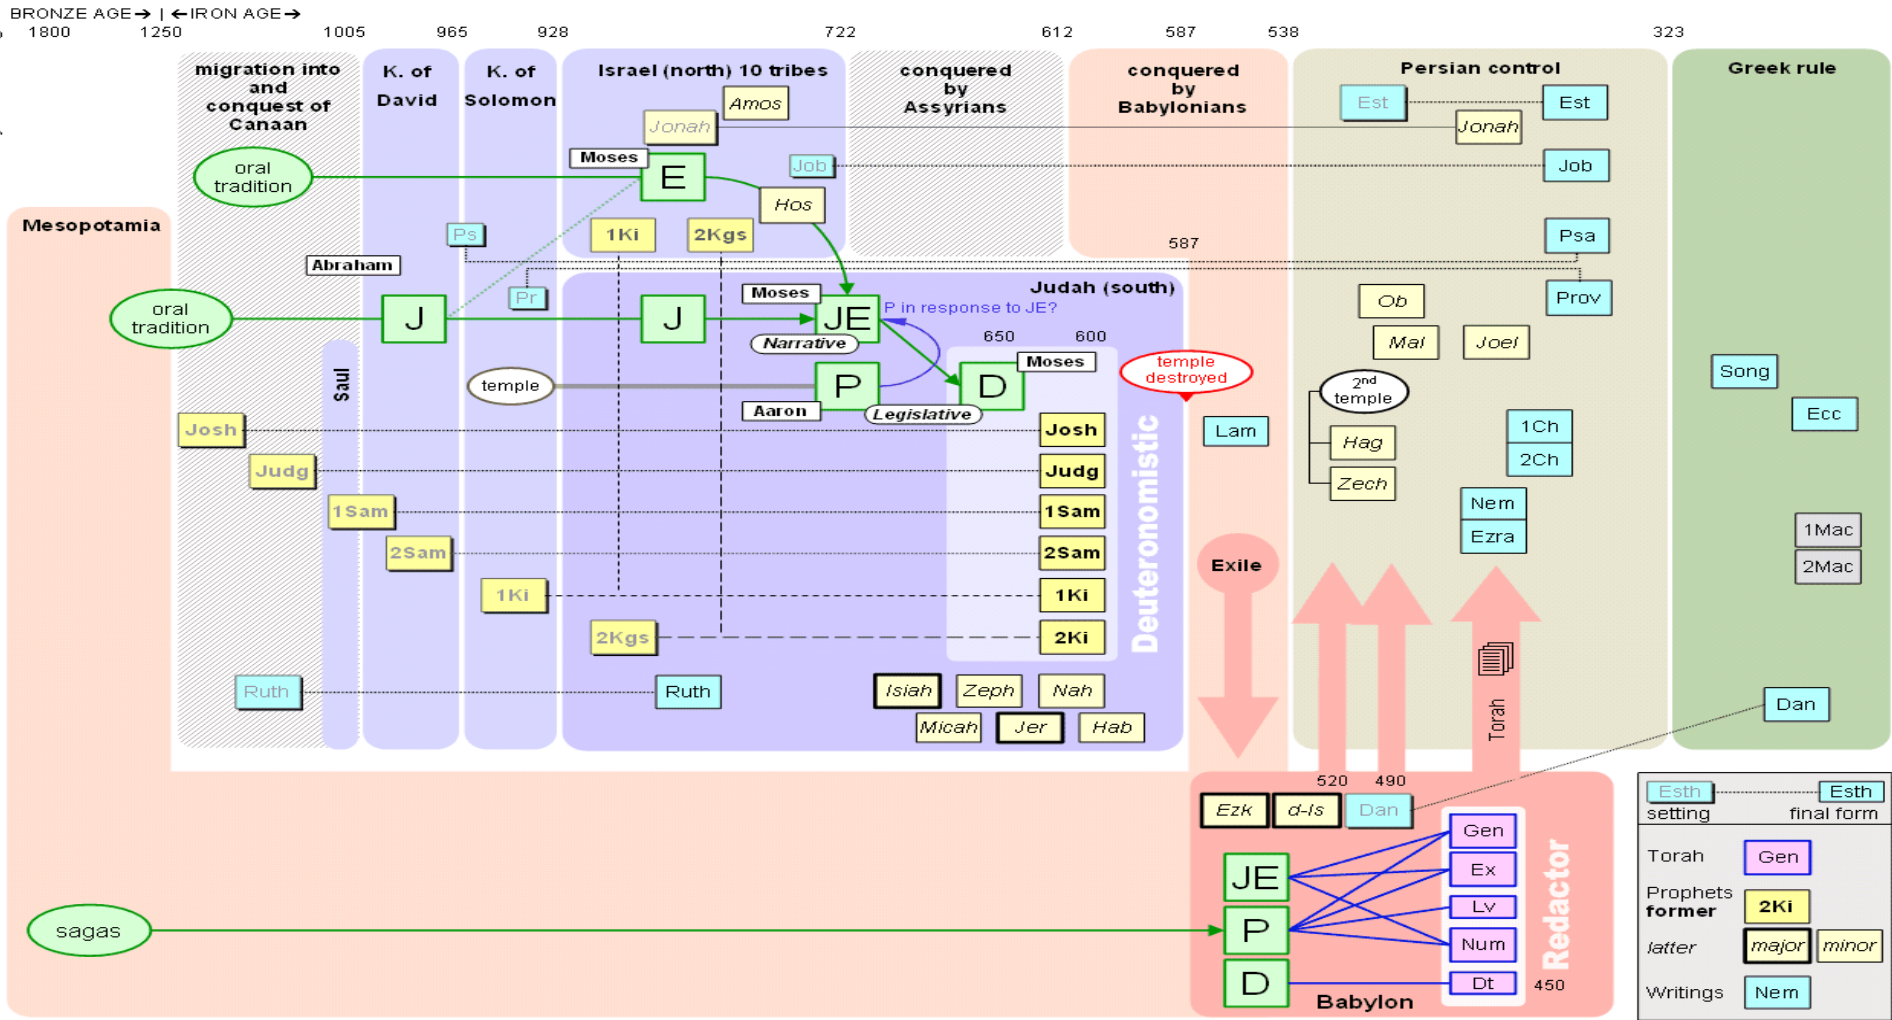 BRONZE AGE→ | ←IRON AGE→
1800 1250 1005 965 928 722 612 587 538 323
migration into
and
conquest of
Canaan
K. of
David
K. of
Solomon
Israel (north) 10 tribes
conquered
by
Assyrians
conquered
by
Babylonians
Persian control
Greek rule
Amos
Jonah
Est
Est
Jonah
Moses
E
Job
Job
oral
tradition
Hos
Mesopotamia
Ps
1Ki
2Kgs
Psa
587
Abraham
Pr
Judah (south)
Prov
Moses
Ob
oral
tradition
J
J
JE
P in response to JE?
Narrative
650
600
Mal
Joel
Moses
temple
destroyed
Song
Saul
temple
P
D
2nd
temple
Aaron
Legislative
Ecc
Josh
Josh
Lam
1Ch
Hag
2Ch
Judg
Judg
Zech
1Sam
1Sam
Nem
Deuteronomistic
1Mac
2Sam
2Sam
Ezra
Exile
2Mac
1Ki
1Ki
2Kgs
2Ki
Ruth
Ruth
Isiah
Zeph
Nah
Torah
Dan
Micah
Jer
Hab
520
490
Ezk
d-Is
Dan
Gen
JE
Ex
Lv
P
Num
sagas
Redactor
D
Dt
450
Babylon
Esth
Esth
setting
final form
Torah
Gen
Prophets
former
2Ki
latter
major
minor
Writings
Nem